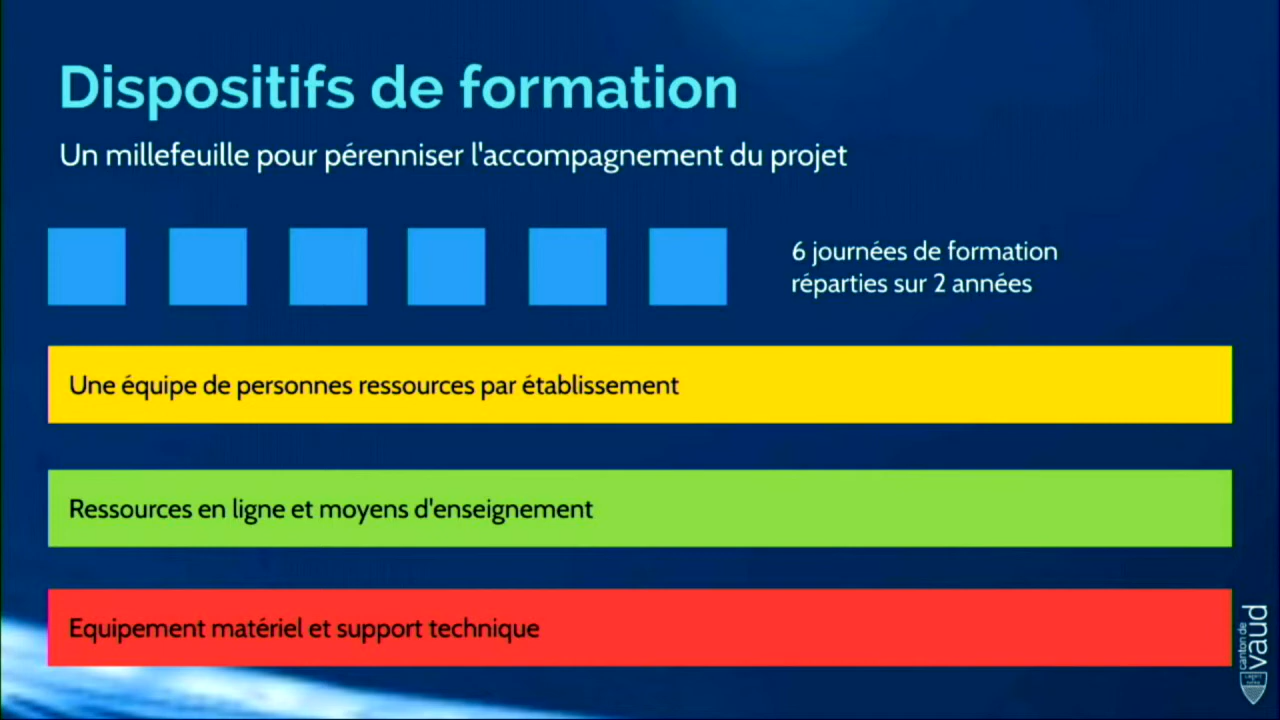 Dispositifs de formation
Un millefeuille pour pérenniser l'accompagnement du projet
6 journées de formation
réparties sur 2 années
Une équipe de personnes ressources par établissement
Ressources en ligne et moyens d'enseignement
Equipement matériel et support technique
canton de
vaud